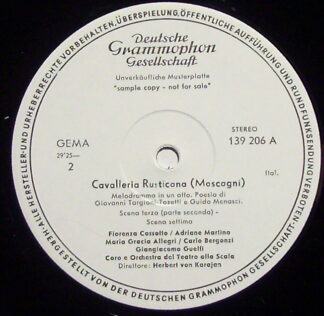 ALLE HERSTELLER- UND URHEBERRECHTE VORBEHALTEN, ÜBERSPIELUNG, ÖFFENTLICHE AUFFÜHRUNG UND RUNDFUNKSENDUNG VERBOTEN · HERGESTELLT VON DER DEUTSCHEN GRAMMOPHON GESELLSCHAFT
Deutsche
Grammophon
Gesellschaft
Unverkäufliche Musterplatte
"sample copy - not for sale"
GEMA
29'25—
2
STEREO
139 206 A
Ital.
Cavalleria Rusticana (Mascagni)
Melodramma in un atto. Poesia di
Giovanni Targioni-Tozetti e Guido Menasci.
Scena terza (parte seconda) -
Scena settima
Fiorenza Cossotto / Adriane Martino
Maria Gracia Allegri / Carlo Bergonzi
Giangiacomo Guelfi
Coro e Orchestra del Teatro alla Scala
Direttore: Herbert von Karajan